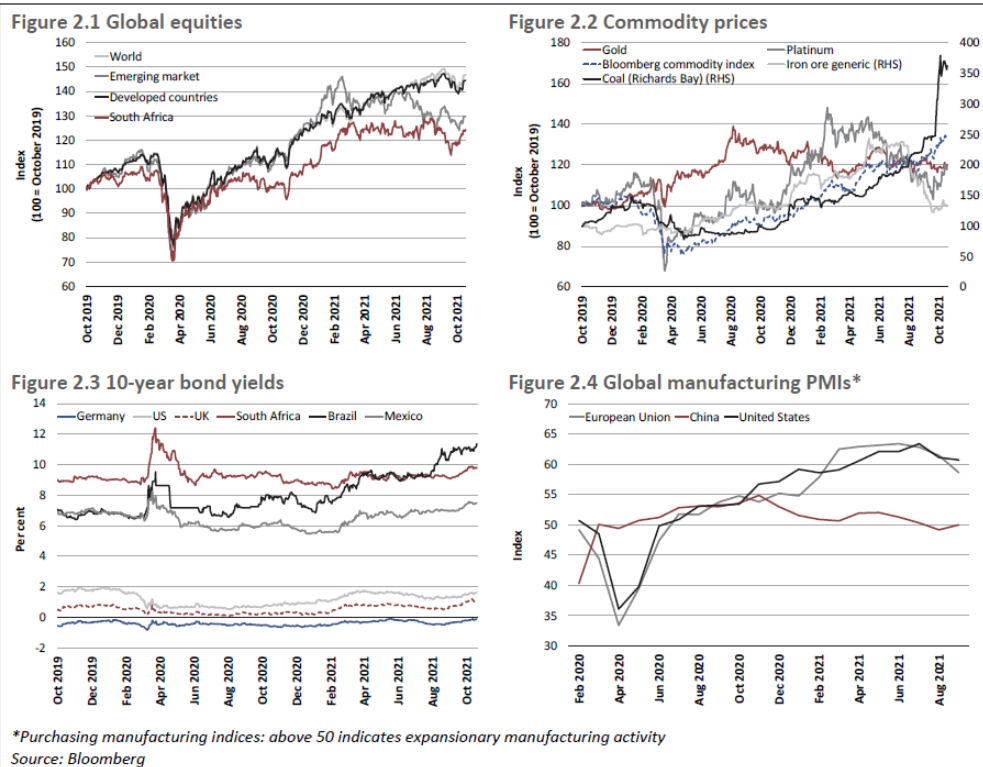 Figure 2.1 Global equities
160
150
140
130
120
110
100
90
80
70
60
Index
(100 = October 2019)
World
Emerging market
Developed countries
South Africa
Oct 2019
Dec 2019
Feb 2020
Apr 2020
Jun 2020
Aug 2020
Oct 2020
Dec 2020
Feb 2021
Apr 2021
Jun 2021
Aug 2021
Oct 2021
Figure 2.2 Commodity prices
180
160
140
120
100
80
60
Index
(100 = October 2019)
Gold
Platinum
Bloomberg commodity index
Iron ore generic (RHS)
Coal (Richards Bay) (RHS)
400
350
300
250
200
150
100
50
0
Oct 2019
Dec 2019
Feb 2020
Apr 2020
Jun 2020
Aug 2020
Oct 2020
Dec 2020
Feb 2021
Apr 2021
Jun 2021
Aug 2021
Oct 2021
Figure 2.3 10-year bond yields
14
12
10
8
6
4
2
0
-2
Per cent
Germany
US
UK
South Africa
Brazil
Mexico
Oct 2019
Dec 2019
Feb 2020
Apr 2020
Jun 2020
Aug 2020
Oct 2020
Dec 2020
Feb 2021
Apr 2021
Jun 2021
Aug 2021
Oct 2021
Figure 2.4 Global manufacturing PMIs*
70
65
60
55
50
45
40
35
30
Index
European Union
China
United States
Feb 2020
Apr 2020
Jun 2020
Aug 2020
Oct 2020
Dec 2020
Feb 2021
Apr 2021
Jun 2021
Aug 2021
*Purchasing manufacturing indices: above 50 indicates expansionary manufacturing activity
Source: Bloomberg